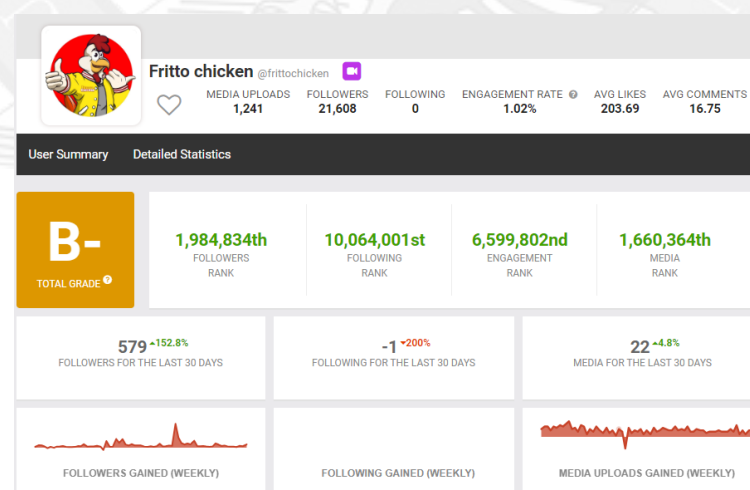 Fritto chicken @frittochicken
MEDIA UPLOADS FOLLOWERS FOLLOWING ENGAGEMENT RATE ? AVG LIKES AVG COMMENTS
1,241 21,608 0 1.02% 203.69 16.75
User Summary Detailed Statistics
B-
TOTAL GRADE ?
1,984,834th 10,064,001st 6,599,802nd 1,660,364th
FOLLOWERS FOLLOWING ENGAGEMENT MEDIA
RANK RANK RANK RANK
579 152.8% -1 200% 22 4.8%
FOLLOWERS FOR THE LAST 30 DAYS FOLLOWING FOR THE LAST 30 DAYS MEDIA FOR THE LAST 30 DAYS
FOLLOWERS GAINED (WEEKLY) FOLLOWING GAINED (WEEKLY) MEDIA UPLOADS GAINED (WEEKLY)